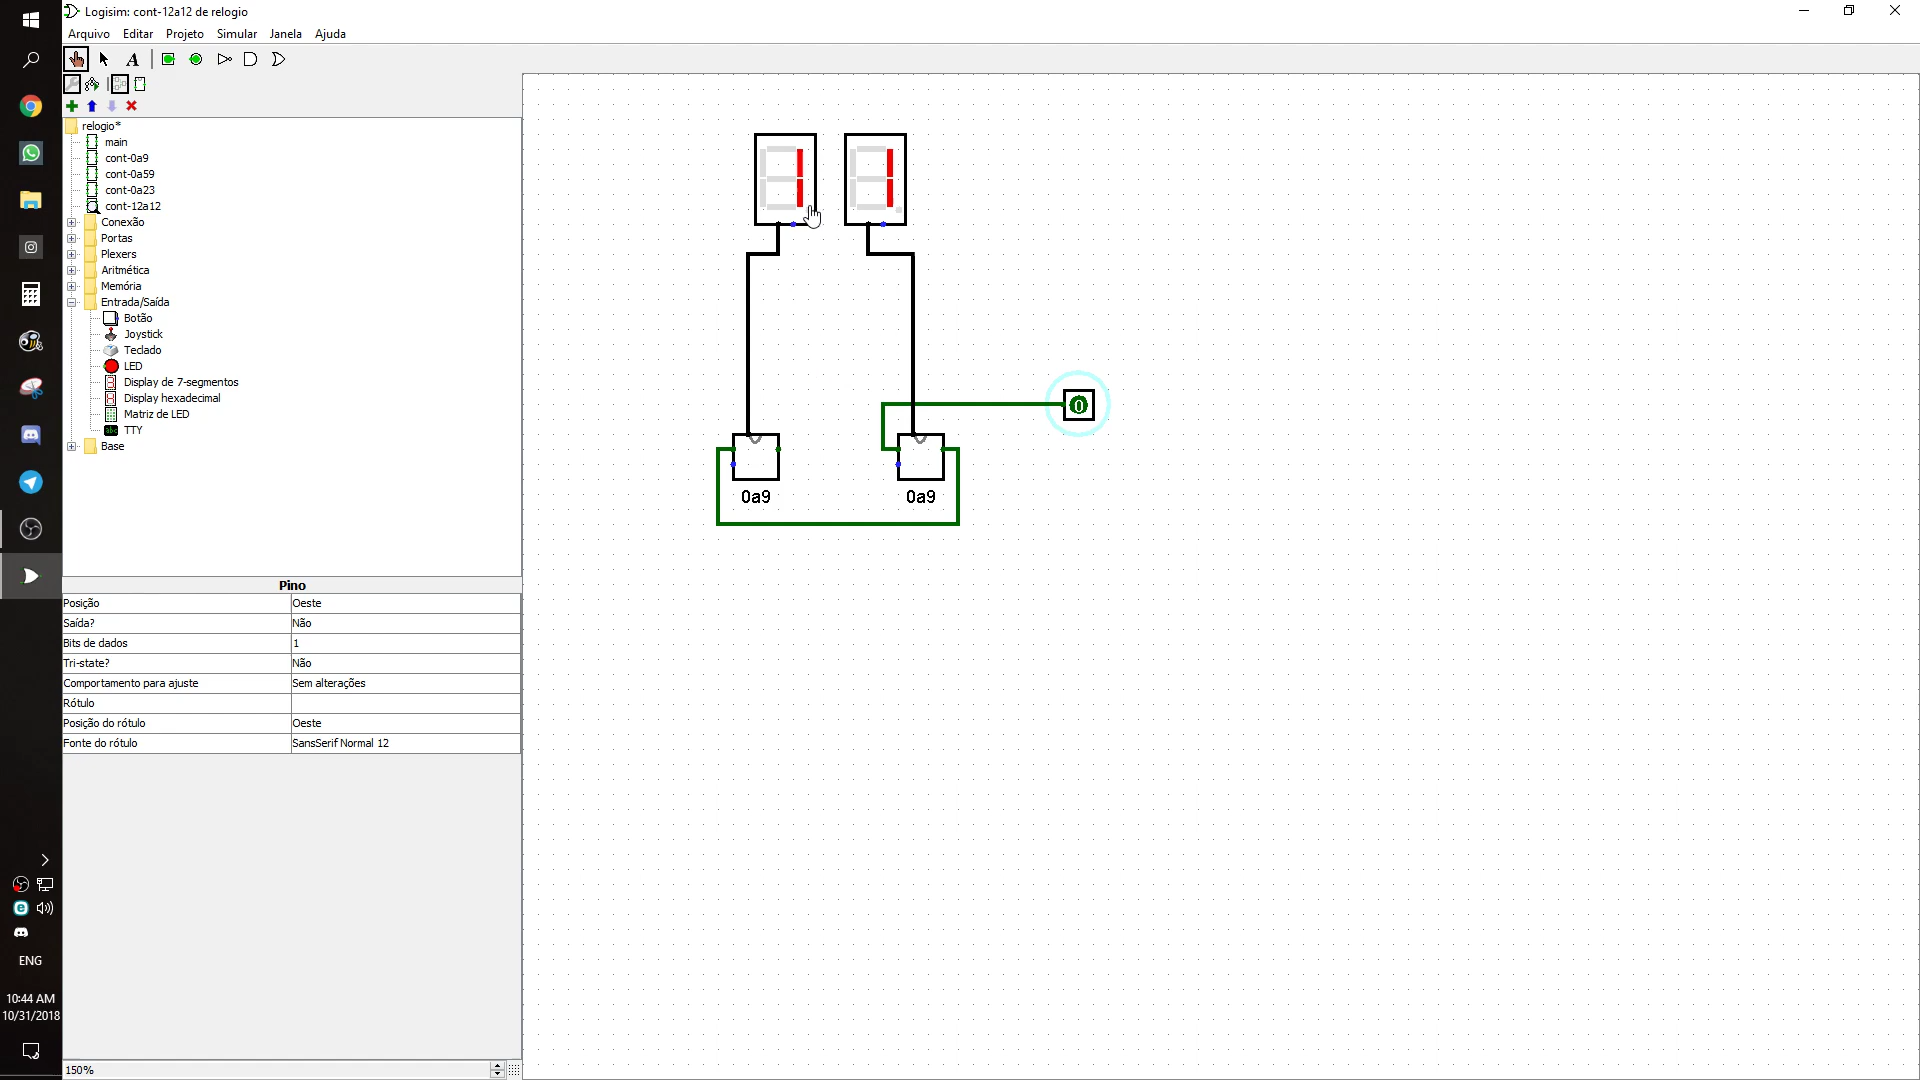 Logisim: cont-12a12 de relogio
Arquivo Editar Projeto Simular Janela Ajuda
A
relogio*
main
cont-0a9
cont-0a59
cont-0a23
cont-12a12
Conexão
Portas
Plexers
Aritmética
Memória
Entrada/Saída
Botão
Joystick
Teclado
LED
Display de 7-segmentos
Display hexadecimal
Matriz de LED
TTY
Base
Pino
Posição Oeste
Saída? Não
Bits de dados 1
Tri-state? Não
Comportamento para ajuste Sem alterações
Rótulo
Posição do rótulo Oeste
Fonte do rótulo SansSerif Normal 12
150%
1 1
0
0a9 0a9
ENG
10:44 AM
10/31/2018